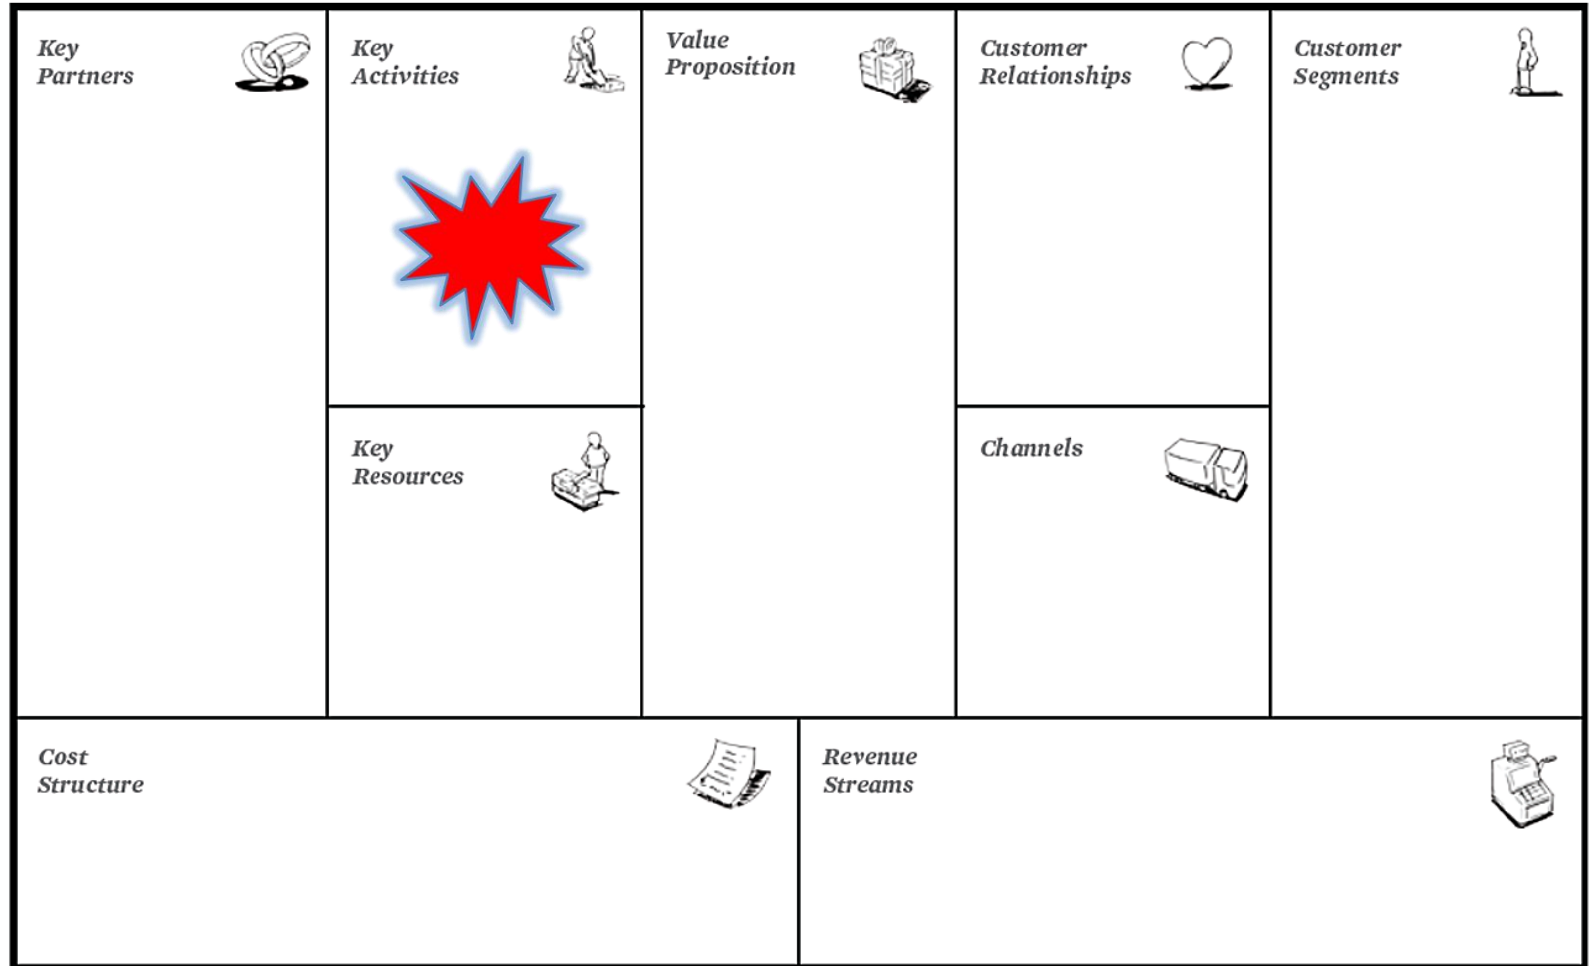 Key
Partners
Key
Activities
Value
Proposition
Customer
Relationships
Customer
Segments
Key
Resources
Channels
Cost
Structure
Revenue
Streams